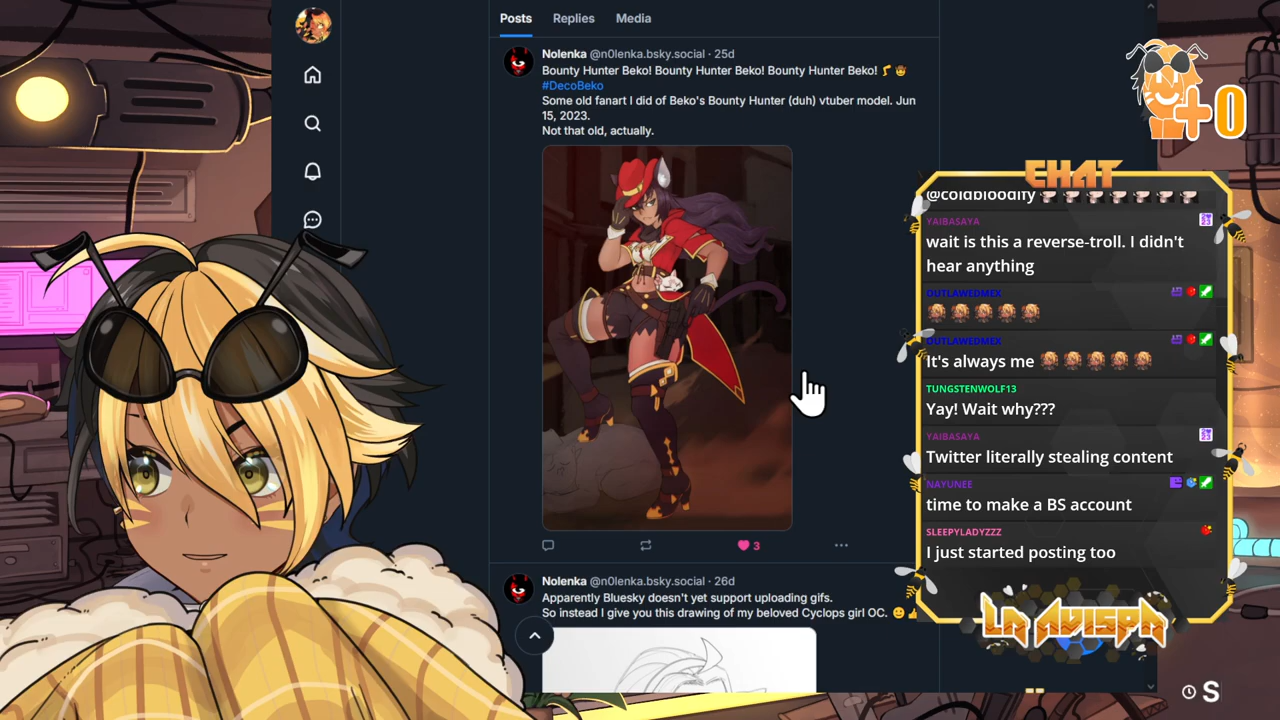 Posts Replies Media
Nolenka @n0lenka.bsky.social · 25d
Bounty Hunter Beko! Bounty Hunter Beko! Bounty Hunter Beko!
#DecoBeko
Some old fanart I did of Beko's Bounty Hunter (duh) vtuber model. Jun
15, 2023.
Not that old, actually.
3
Nolenka @n0lenka.bsky.social · 26d
Apparently Bluesky doesn't yet support uploading gifs.
So instead I give you this drawing of my beloved Cyclops girl OC.
+0
CHAT
@coldbloodify
YAIBASAYA
wait is this a reverse-troll. I didn't
hear anything
OUTLAWEDMEX
OUTLAWEDMEX
It's always me
TUNGSTENWOLF13
Yay! Wait why???
YAIBASAYA
Twitter literally stealing content
NAYUNEE
time to make a BS account
SLEEPYLADYZZZ
I just started posting too
LA AVISPA
S